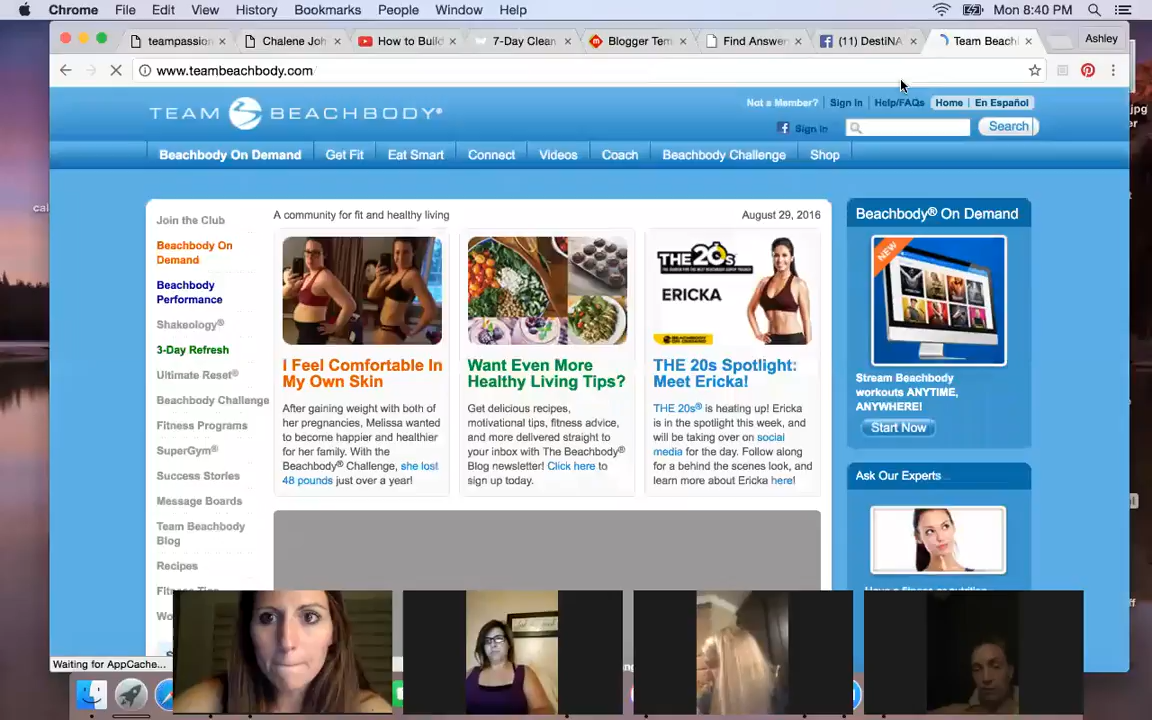 Chrome File Edit View History Bookmarks People Window Help Mon 8:40 PM
teampassion Chalene Joh How to Build 7-Day Clean Blogger Tem Find Answer (11) DestiNA Team Beach Ashley
www.teambeachbody.com
TEAM BEACHBODY®
Not a Member? Sign In Help/FAQs Home En Español
Sign In Search
Beachbody On Demand Get Fit Eat Smart Connect Videos Coach Beachbody Challenge Shop
Join the Club
Beachbody On
Demand
Beachbody
Performance
Shakeology®
3-Day Refresh
Ultimate Reset®
Beachbody Challenge
Fitness Programs
SuperGym®
Success Stories
Message Boards
Team Beachbody
Blog
Recipes
A community for fit and healthy living August 29, 2016
I Feel Comfortable In
My Own Skin
After gaining weight with both of
her pregnancies, Melissa wanted
to become happier and healthier
for her family. With the
Beachbody® Challenge, she lost
48 pounds just over a year!
Want Even More
Healthy Living Tips?
Get delicious recipes,
motivational tips, fitness advice,
and more delivered straight to
your inbox with The Beachbody®
Blog newsletter! Click here to
sign up today.
THE 20s
ERICKA
THE 20s Spotlight:
Meet Ericka!
THE 20s® is heating up! Ericka
is in the spotlight this week, and
will be taking over on social
media for the day. Follow along
for a behind the scenes look, and
learn more about Ericka here!
Beachbody® On Demand
NEW
Stream Beachbody
workouts ANYTIME,
ANYWHERE!
Start Now
Ask Our Experts
Waiting for AppCache...
.jpg